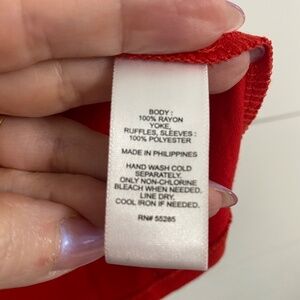 BODY :
100% RAYON
YOKE,
RUFFLES, SLEEVES :
100% POLYESTER
MADE IN PHILIPPINES
HAND WASH COLD
SEPARATELY.
ONLY NON-CHLORINE
BLEACH WHEN NEEDED.
LINE DRY.
COOL IRON IF NEEDED.
RN# 55285